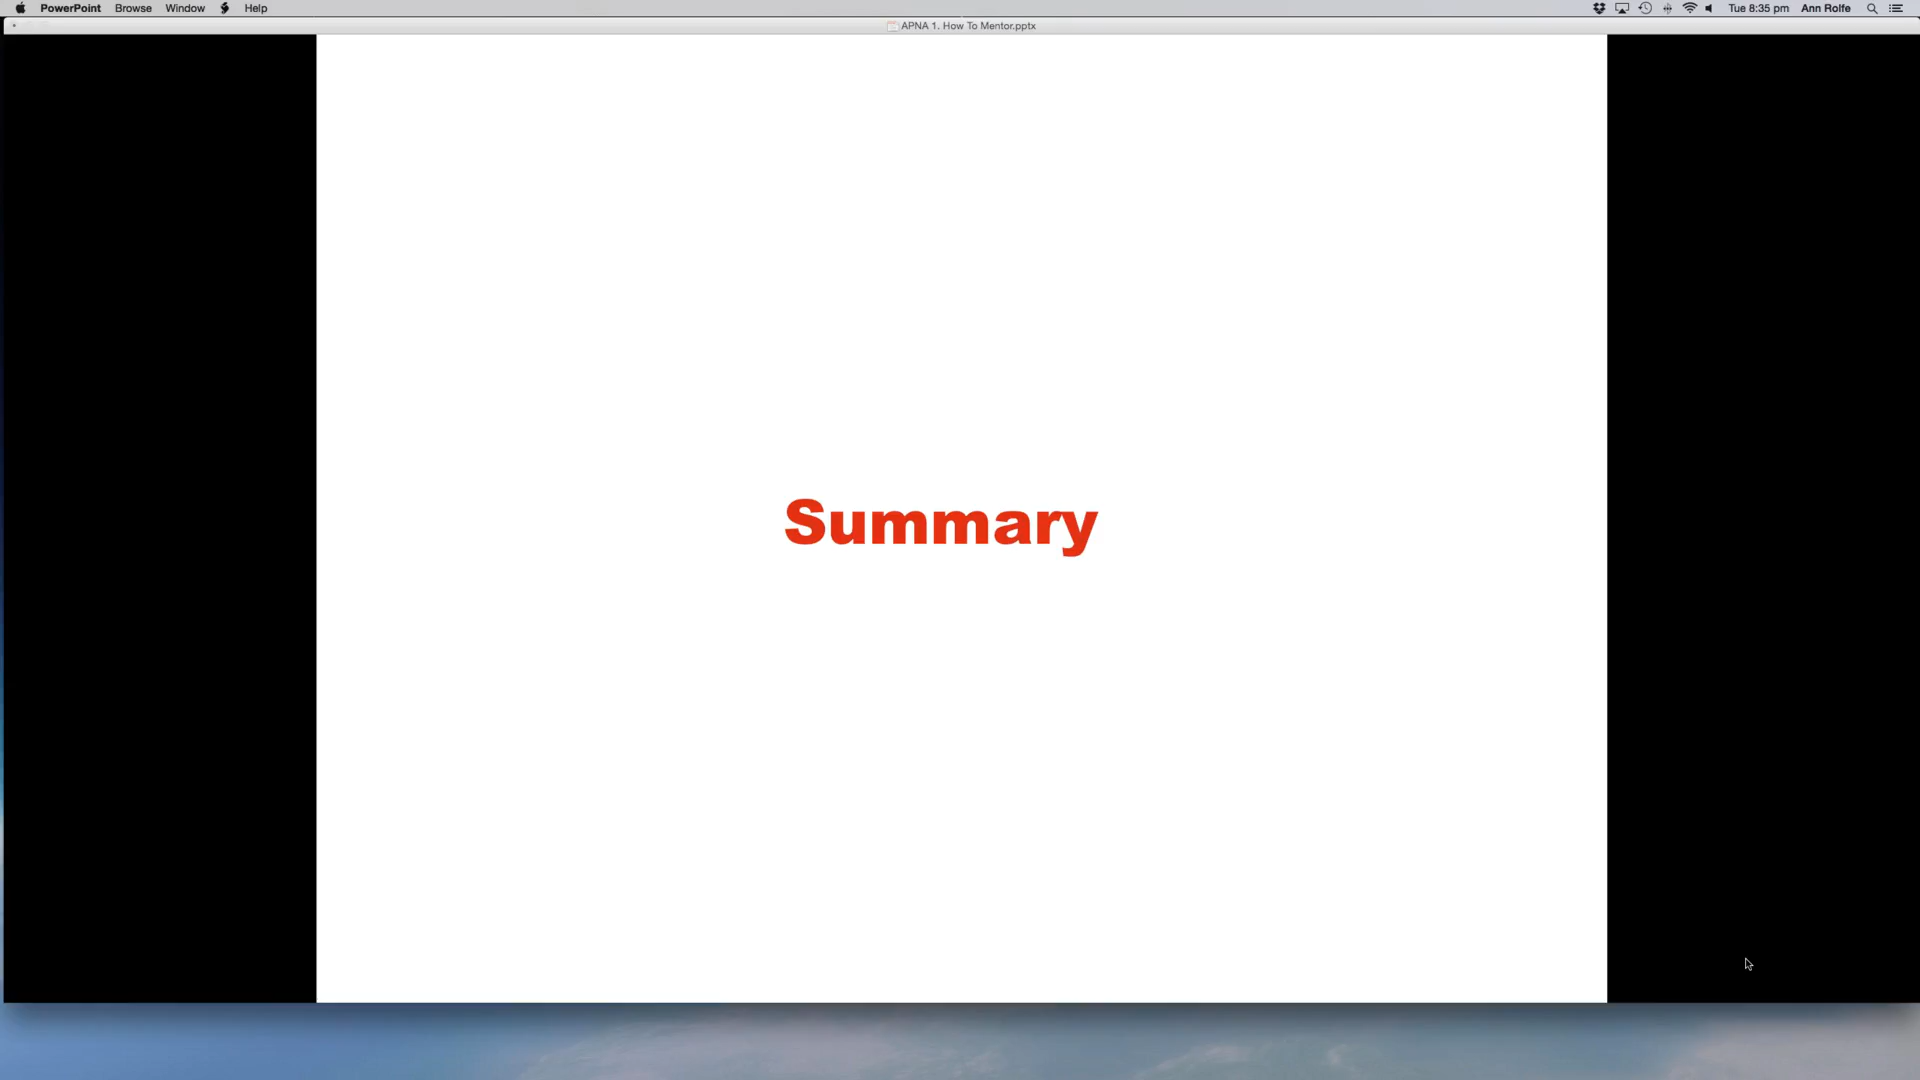 PowerPoint Browse Window Help Tue 8:35 pm Ann Rolfe
APNA 1. How To Mentor.pptx
Summary